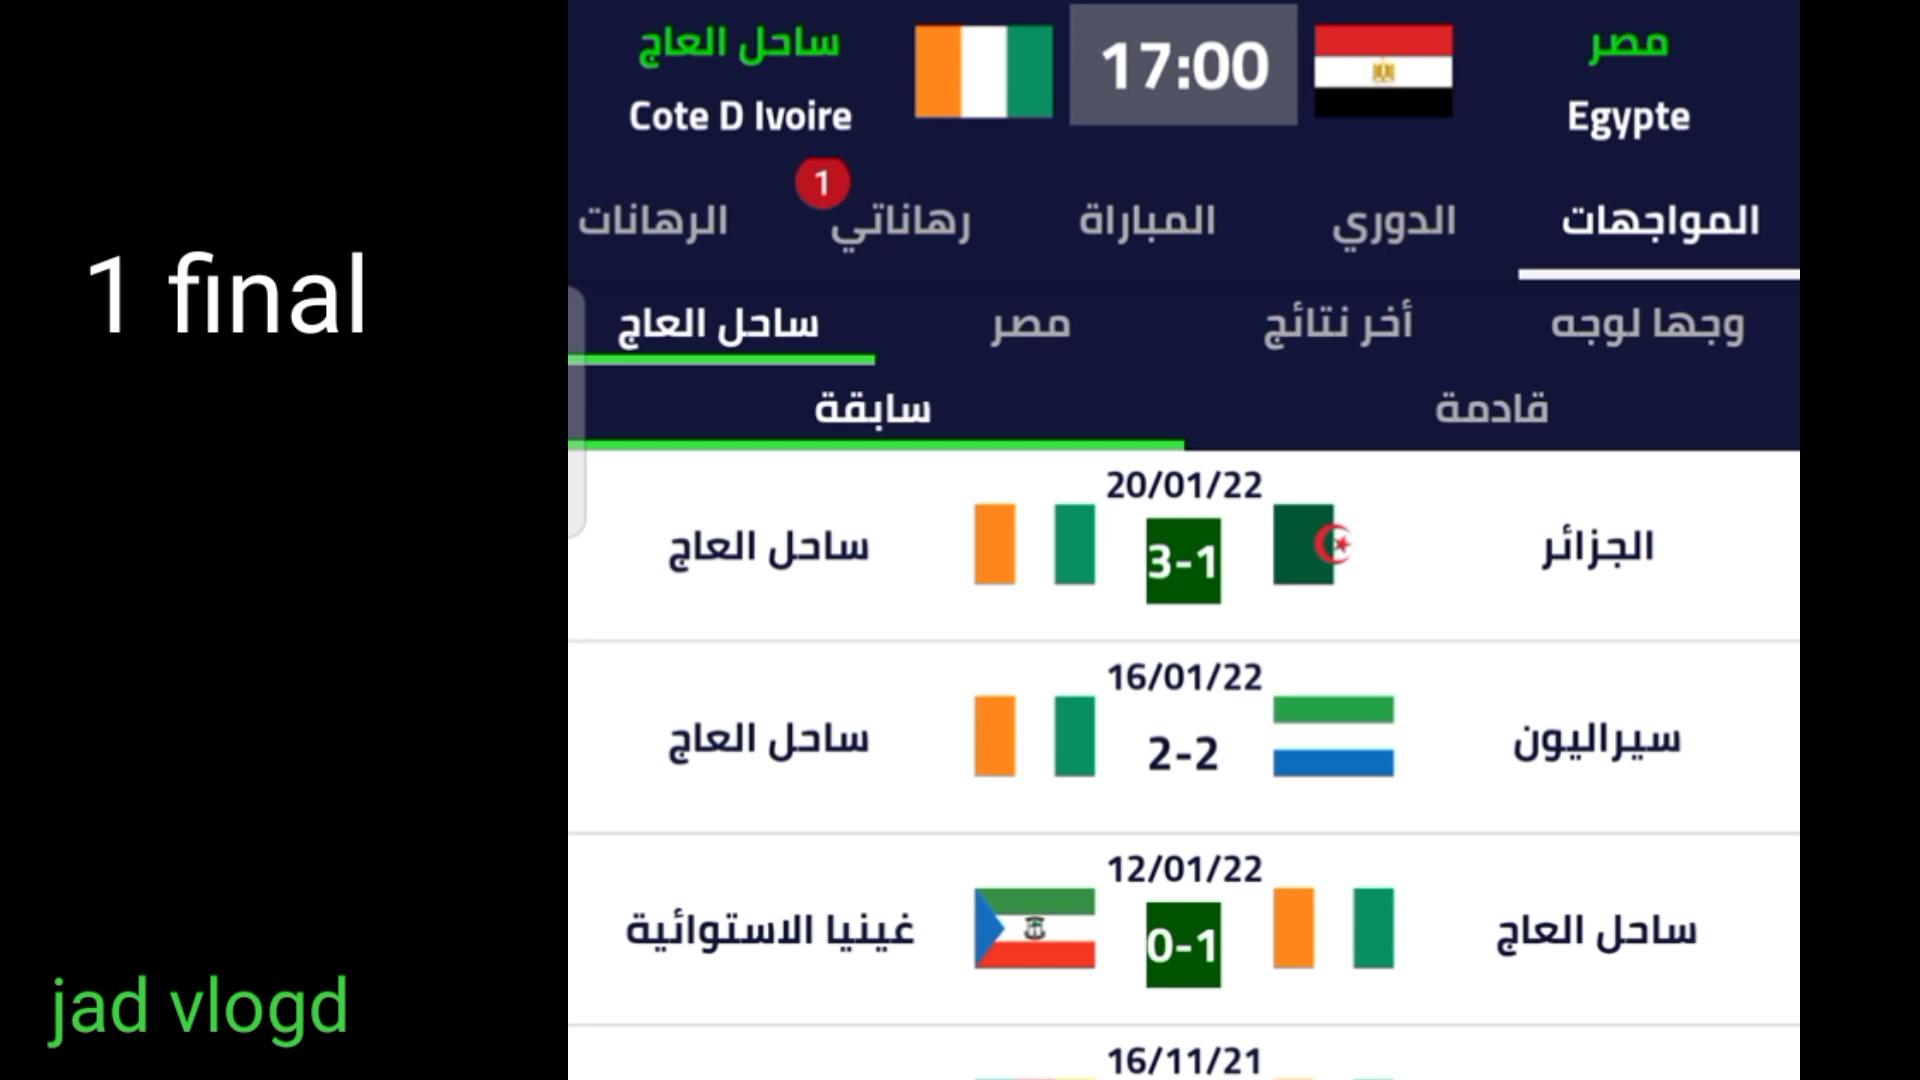 مصر
17:00
ساحل العاج
Egypte
Cote D Ivoire
المواجهات
الدوري
المباراة
رهاناتي
1
الرهانات
وجها لوجه
أخر نتائج
مصر
ساحل العاج
قادمة
سابقة
20/01/22
الجزائر
3-1
ساحل العاج
16/01/22
سيراليون
2-2
ساحل العاج
12/01/22
ساحل العاج
0-1
غينيا الاستوائية
16/11/21
1 final
jad vlogd